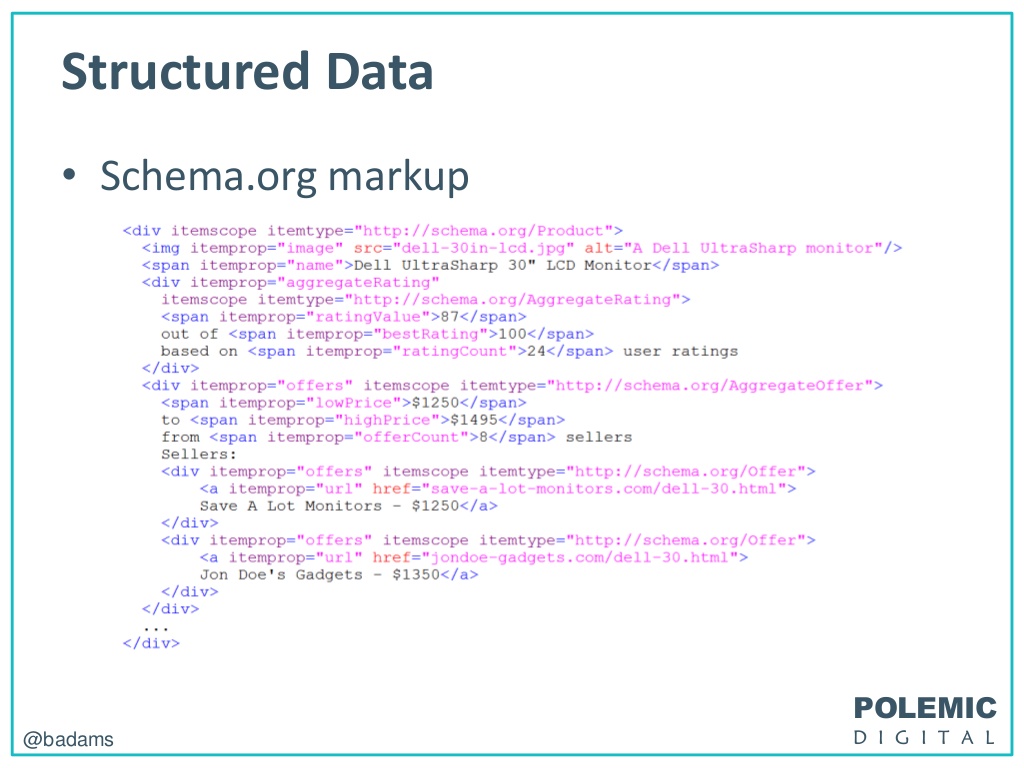 Structured Data
• Schema.org markup
<div itemscope itemtype="http://schema.org/Product">
  <img itemprop="image" src="dell-30in-lcd.jpg" alt="A Dell UltraSharp monitor"/>
  <span itemprop="name">Dell UltraSharp 30" LCD Monitor</span>
  <div itemprop="aggregateRating"
    itemscope itemtype="http://schema.org/AggregateRating">
    <span itemprop="ratingValue">87</span>
    out of <span itemprop="bestRating">100</span>
    based on <span itemprop="ratingCount">24</span> user ratings
  </div>
  <div itemprop="offers" itemscope itemtype="http://schema.org/AggregateOffer">
    <span itemprop="lowPrice">$1250</span>
    to <span itemprop="highPrice">$1495</span>
    from <span itemprop="offerCount">8</span> sellers
    Sellers:
    <div itemprop="offers" itemscope itemtype="http://schema.org/Offer">
        <a itemprop="url" href="save-a-lot-monitors.com/dell-30.html">
        Save A Lot Monitors - $1250</a>
    </div>
    <div itemprop="offers" itemscope itemtype="http://schema.org/Offer">
        <a itemprop="url" href="jondoe-gadgets.com/dell-30.html">
        Jon Doe's Gadgets - $1350</a>
    </div>
  </div>
  ...
</div>
POLEMIC
DIGITAL
@badams